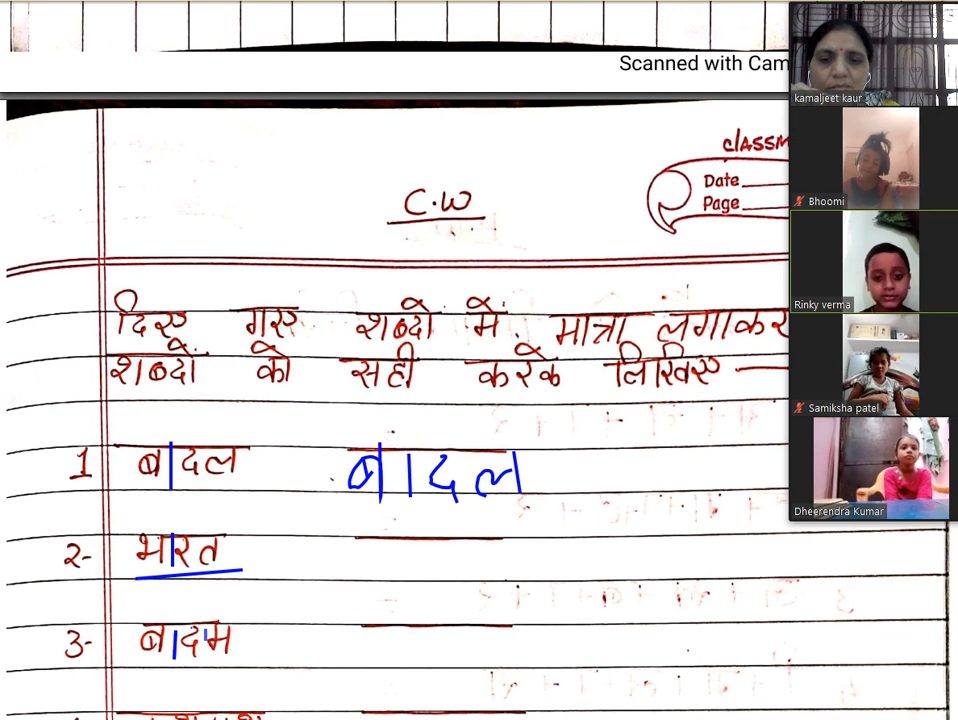 Scanned with Cam
classm
Date
Page
C.W
दिए गए शब्दो में मात्रा लगाकर
शब्दों को सही करके लिखिए —
1 बादल बादल
2- भारत
3- बादाम
kamaljeet kaur
Bhoomi
Rinky verma
Samiksha patel
Dheerendra Kumar